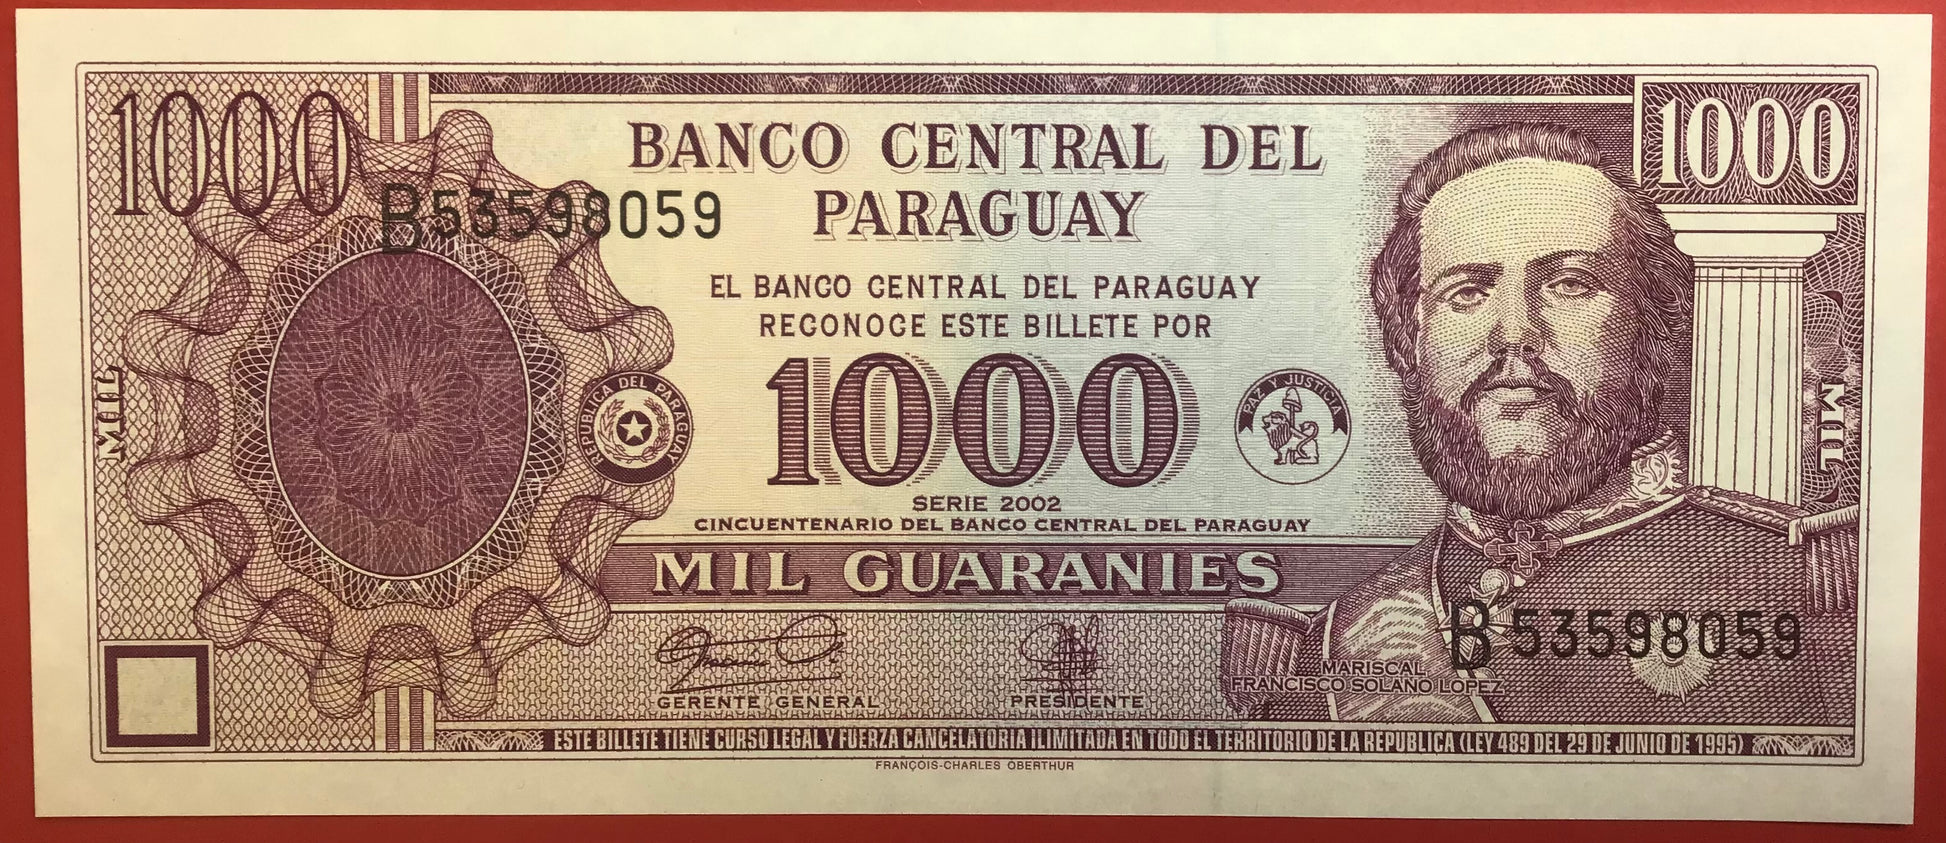 1000
1000
B53598059
BANCO CENTRAL DEL
PARAGUAY
EL BANCO CENTRAL DEL PARAGUAY
RECONOCE ESTE BILLETE POR
MIL
REPUBLICA DEL PARAGUAY
1000
PAZ Y JUSTICIA
MIL
SERIE 2002
CINCUENTENARIO DEL BANCO CENTRAL DEL PARAGUAY
MIL GUARANIES
B53598059
GERENTE GENERAL
PRESIDENTE
MARISCAL
FRANCISCO SOLANO LOPEZ
ESTE BILLETE TIENE CURSO LEGAL Y FUERZA CANCELATORIA ILIMITADA EN TODO EL TERRITORIO DE LA REPUBLICA (LEY 489 DEL 29 DE JUNIO DE 1995)
FRANÇOIS-CHARLES OBERTHUR